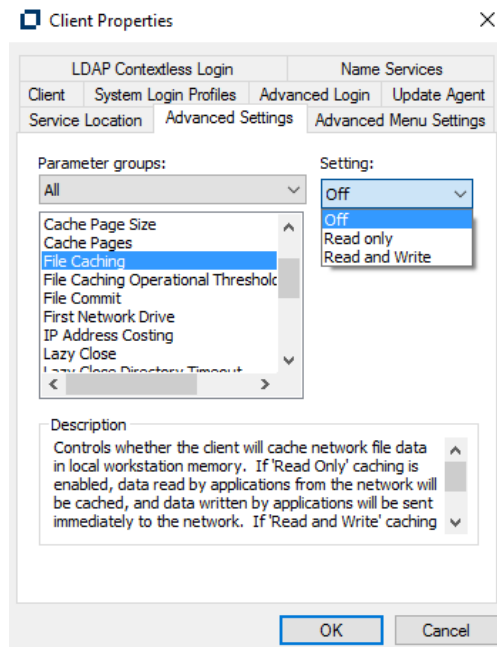 Client Properties
LDAP Contextless Login
Name Services
Client
System Login Profiles
Advanced Login
Update Agent
Service Location
Advanced Settings
Advanced Menu Settings
Parameter groups:
All
Setting:
Off
Off
Read only
Read and Write
Cache Page Size
Cache Pages
File Caching
File Caching Operational Threshold
File Commit
First Network Drive
IP Address Costing
Lazy Close
Lazy Close Directory Timeout
Description
Controls whether the client will cache network file data
in local workstation memory. If 'Read Only' caching is
enabled, data read by applications from the network will
be cached, and data written by applications will be sent
immediately to the network. If 'Read and Write' caching
OK
Cancel